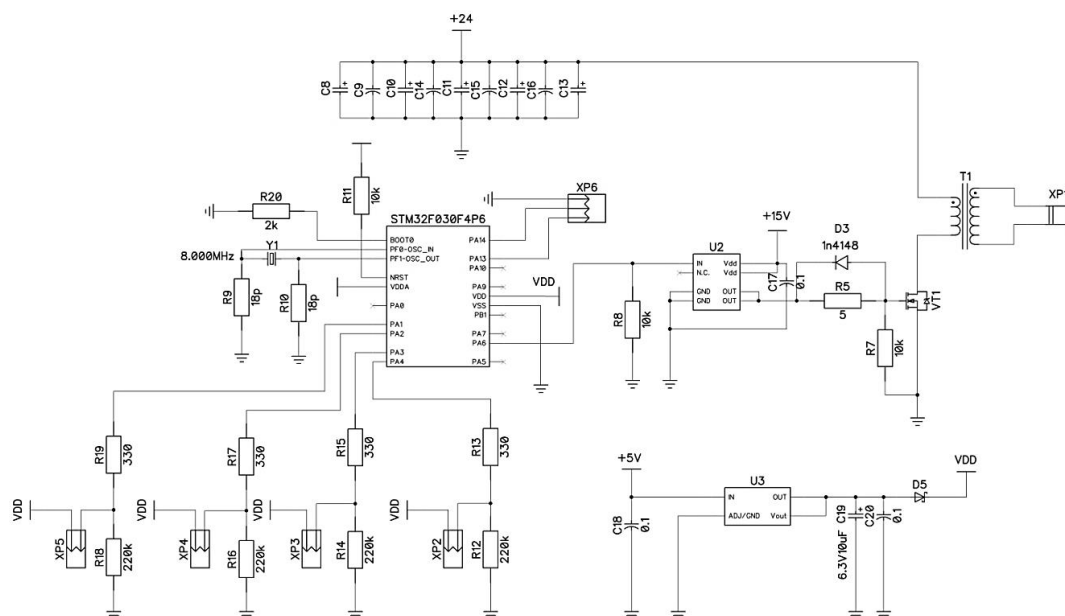 +24
C8
C9
C10
C14
C11
C15
C12
C16
C13
R11
10k
XP6
R20
2k
STM32F030F4P6
8.000MHz
Y1
BOOT0
PF0-OSC_IN
PF1-OSC_OUT
NRST
VDDA
PA0
PA1
PA2
PA3
PA4
PA14
PA13
PA10
PA9
VDD
VSS
PB1
PA7
PA6
PA5
VDD
R9
18p
R10
18p
T1
XP1
+15V
U2
IN
N.C.
GND
GND
Vdd
Vdd
OUT
OUT
C17
0.1
D3
1n4148
R5
5
VT1
R8
10k
R7
10k
R19
330
R17
330
R15
330
R13
330
VDD
VDD
VDD
VDD
XP5
XP4
XP3
XP2
R18
220k
R16
220k
R14
220k
R12
220k
+5V
U3
IN
ADJ/GND
OUT
Vout
C18
0.1
C19
6.3V10uF
C20
0.1
D5
VDD